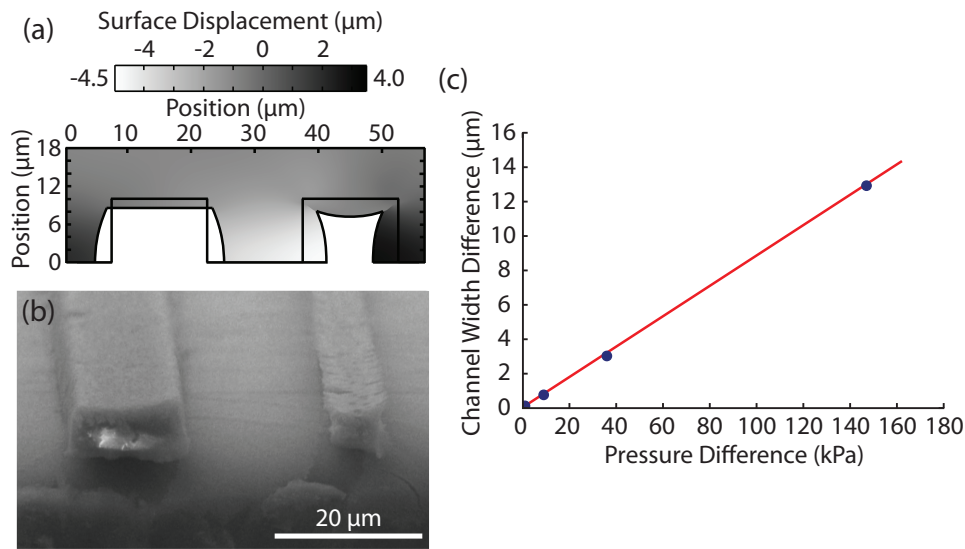 (a)
Surface Displacement (μm)
-4 -2 0 2
-4.5 4.0
Position (μm)
0 10 20 30 40 50
Position (μm)
18
12
6
0
(b)
20 μm
(c)
Channel Width Difference (μm)
16
14
12
10
8
6
4
2
0
0 20 40 60 80 100 120 140 160 180
Pressure Difference (kPa)